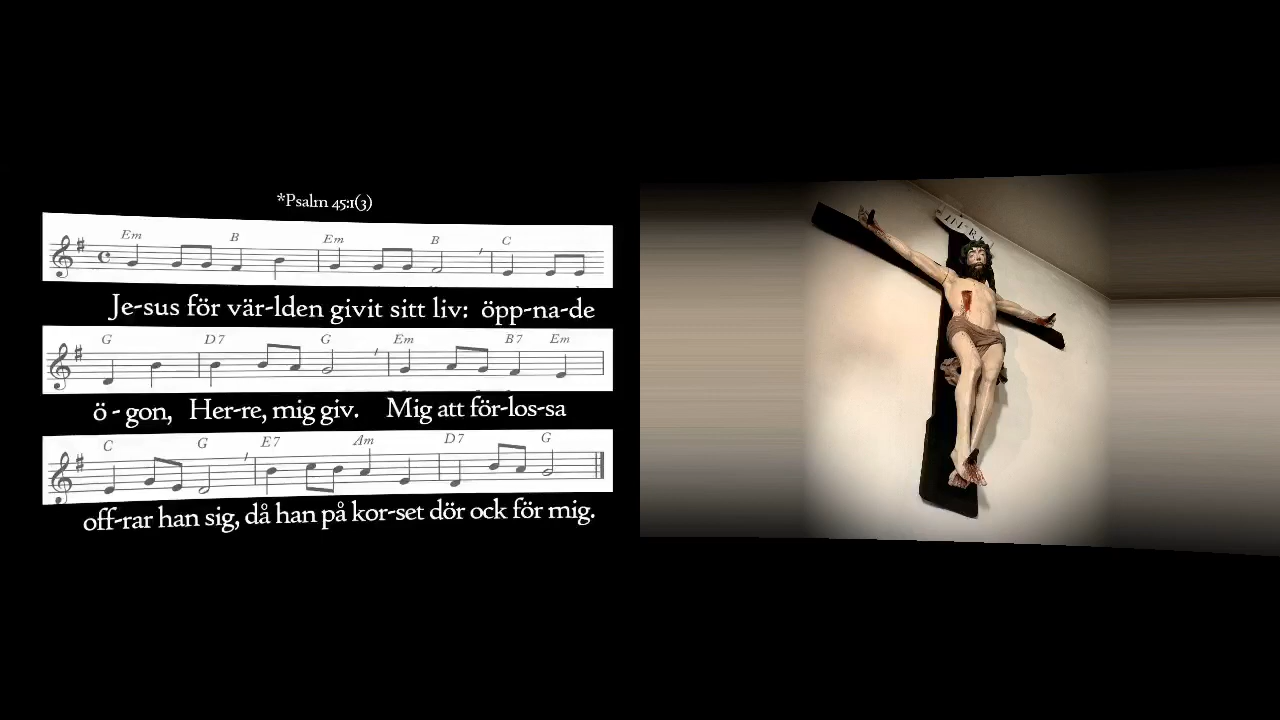 *Psalm 45:1(3)
Em B Em B C
Je-sus för vär-lden givit sitt liv: öpp-na-de
G D7 G Em B7 Em
ö-gon, Her-re, mig giv. Mig att för-los-sa
C G E7 Am D7 G
off-rar han sig, då han på kor-set dör ock för mig.